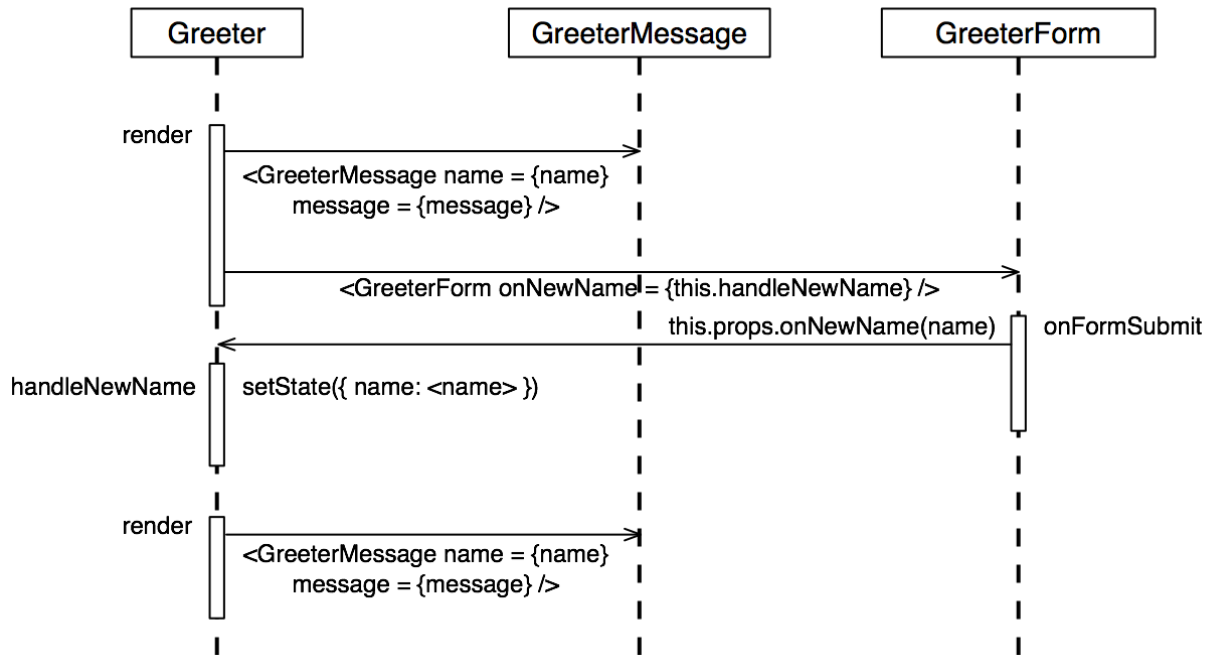 Greeter
GreeterMessage
GreeterForm
render
<GreeterMessage name = {name}
message = {message} />
<GreeterForm onNewName = {this.handleNewName} />
this.props.onNewName(name)
onFormSubmit
handleNewName
setState({ name: <name> })
render
<GreeterMessage name = {name}
message = {message} />